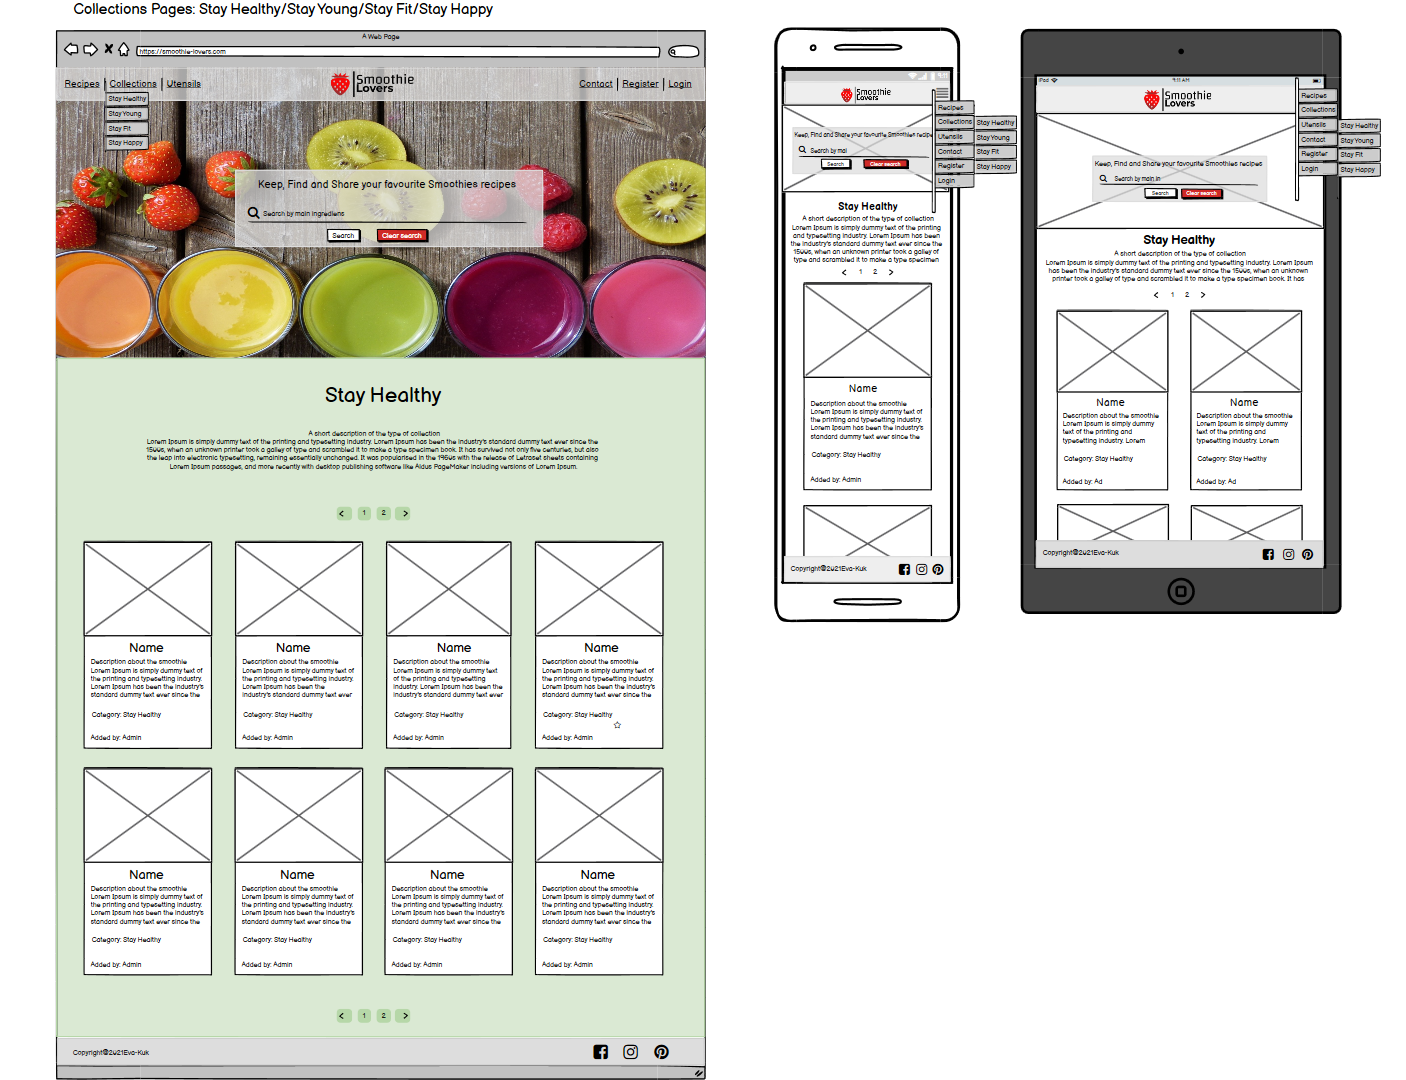 Collections Pages: Stay Healthy/Stay Young/Stay Fit/Stay Happy
A Web Page
https://smoothie-lovers.com
Recipes | Collections | Utensils
Smoothie
Lovers
Contact | Register | Login
Stay Healthy
Stay Young
Stay Fit
Stay Happy
Keep, Find and Share your favourite Smoothies recipes
Search by main ingredients
Search
Clear search
Stay Healthy
A short description of the type of collection
Lorem Ipsum is simply dummy text of the printing and typesetting industry. Lorem Ipsum has been the industry's standard dummy text ever since the
1500s, when an unknown printer took a galley of type and scrambled it to make a type specimen book. It has survived not only five centuries, but also
the leap into electronic typesetting, remaining essentially unchanged. It was popularised in the 1960s with the release of Letraset sheets containing
Lorem Ipsum passages, and more recently with desktop publishing software like Aldus PageMaker including versions of Lorem Ipsum.
< 1 2 >
Name
Description about the smoothie
Lorem Ipsum is simply dummy text of
the printing and typesetting industry.
Lorem Ipsum has been the industry's
standard dummy text ever since the
Category: Stay Healthy
Added by: Admin
Name
Description about the smoothie
Lorem Ipsum is simply dummy text of
the printing and typesetting industry.
Lorem Ipsum has been the
industry's standard dummy text ever
Category: Stay Healthy
Added by: Admin
Name
Description about the smoothie
Lorem Ipsum is simply dummy text
of the printing and typesetting
industry. Lorem Ipsum has been the
industry's standard dummy text ever
Category: Stay Healthy
Added by: Admin
Name
Description about the smoothie
Lorem Ipsum is simply dummy text of
the printing and typesetting industry.
Lorem Ipsum has been the industry's
standard dummy text ever since the
Category: Stay Healthy
Added by: Admin
Name
Description about the smoothie
Lorem Ipsum is simply dummy text of
the printing and typesetting industry.
Lorem Ipsum has been the industry's
standard dummy text ever since the
Category: Stay Healthy
Added by: Admin
Name
Description about the smoothie
Lorem Ipsum is simply dummy text of
the printing and typesetting industry.
Lorem Ipsum has been the industry's
standard dummy text ever since the
Category: Stay Healthy
Added by: Admin
Name
Description about the smoothie
Lorem Ipsum is simply dummy text of
the printing and typesetting industry.
Lorem Ipsum has been the industry's
standard dummy text ever since the
Category: Stay Healthy
Added by: Admin
Name
Description about the smoothie
Lorem Ipsum is simply dummy text of
the printing and typesetting industry.
Lorem Ipsum has been the industry's
standard dummy text ever since the
Category: Stay Healthy
Added by: Admin
< 1 2 >
Copyright@2021Eva-Kuk
9:11
Smoothie
Lovers
Recipes
Collections
Utensils
Contact
Register
Login
Stay Healthy
Stay Young
Stay Fit
Stay Happy
Keep, Find and Share your favourite Smoothies recipe
Search by mai
Search
Clear search
Stay Healthy
A short description of the type of collection
Lorem Ipsum is simply dummy text of the printing
and typesetting industry. Lorem Ipsum has been
the industry's standard dummy text ever since the
1500s, when an unknown printer took a galley of
type and scrambled it to make a type specimen
< 1 2 >
Name
Description about the smoothie
Lorem Ipsum is simply dummy text of
the printing and typesetting industry.
Lorem Ipsum has been the industry's
standard dummy text ever since the
Category: Stay Healthy
Added by: Admin
Copyright@2021Eva-Kuk
iPad
9:11 AM
Smoothie
Lovers
Recipes
Collections
Utensils
Contact
Register
Login
Stay Healthy
Stay Young
Stay Fit
Stay Happy
Keep, Find and Share your favourite Smoothies recipes
Search by main in
Search
Clear search
Stay Healthy
A short description of the type of collection
Lorem Ipsum is simply dummy text of the printing and typesetting industry. Lorem Ipsum
has been the industry's standard dummy text ever since the 1500s, when an unknown
printer took a galley of type and scrambled it to make a type specimen book. It has
< 1 2 >
Name
Description about the smoothie
Lorem Ipsum is simply dummy
text of the printing and
typesetting industry. Lorem
Category: Stay Healthy
Added by: Ad
Name
Description about the smoothie
Lorem Ipsum is simply dummy
text of the printing and
typesetting industry. Lorem
Category: Stay Healthy
Added by: Ad
Copyright@2021Eva-Kuk